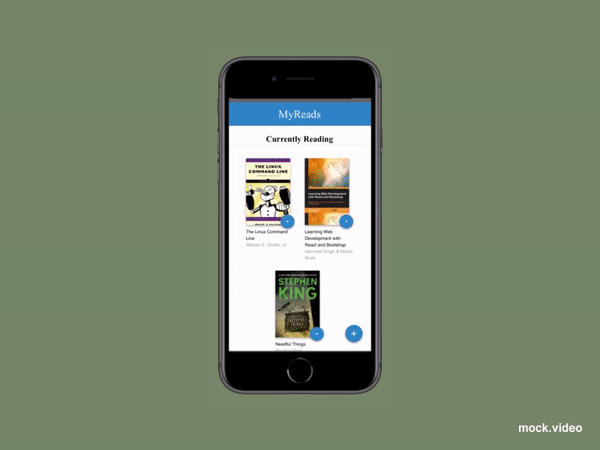 MyReads
Currently Reading
THE LINUX
COMMAND LINE
Learning Web Development
with React and Bootstrap
The Linux Command
Line
William E. Shotts, Jr.
Learning Web
Development with
React and Bootstrap
Harmeet Singh & Mehul
Bhatt
STEPHEN
KING
NEEDFUL
THINGS
+
Needful Things
mock.video